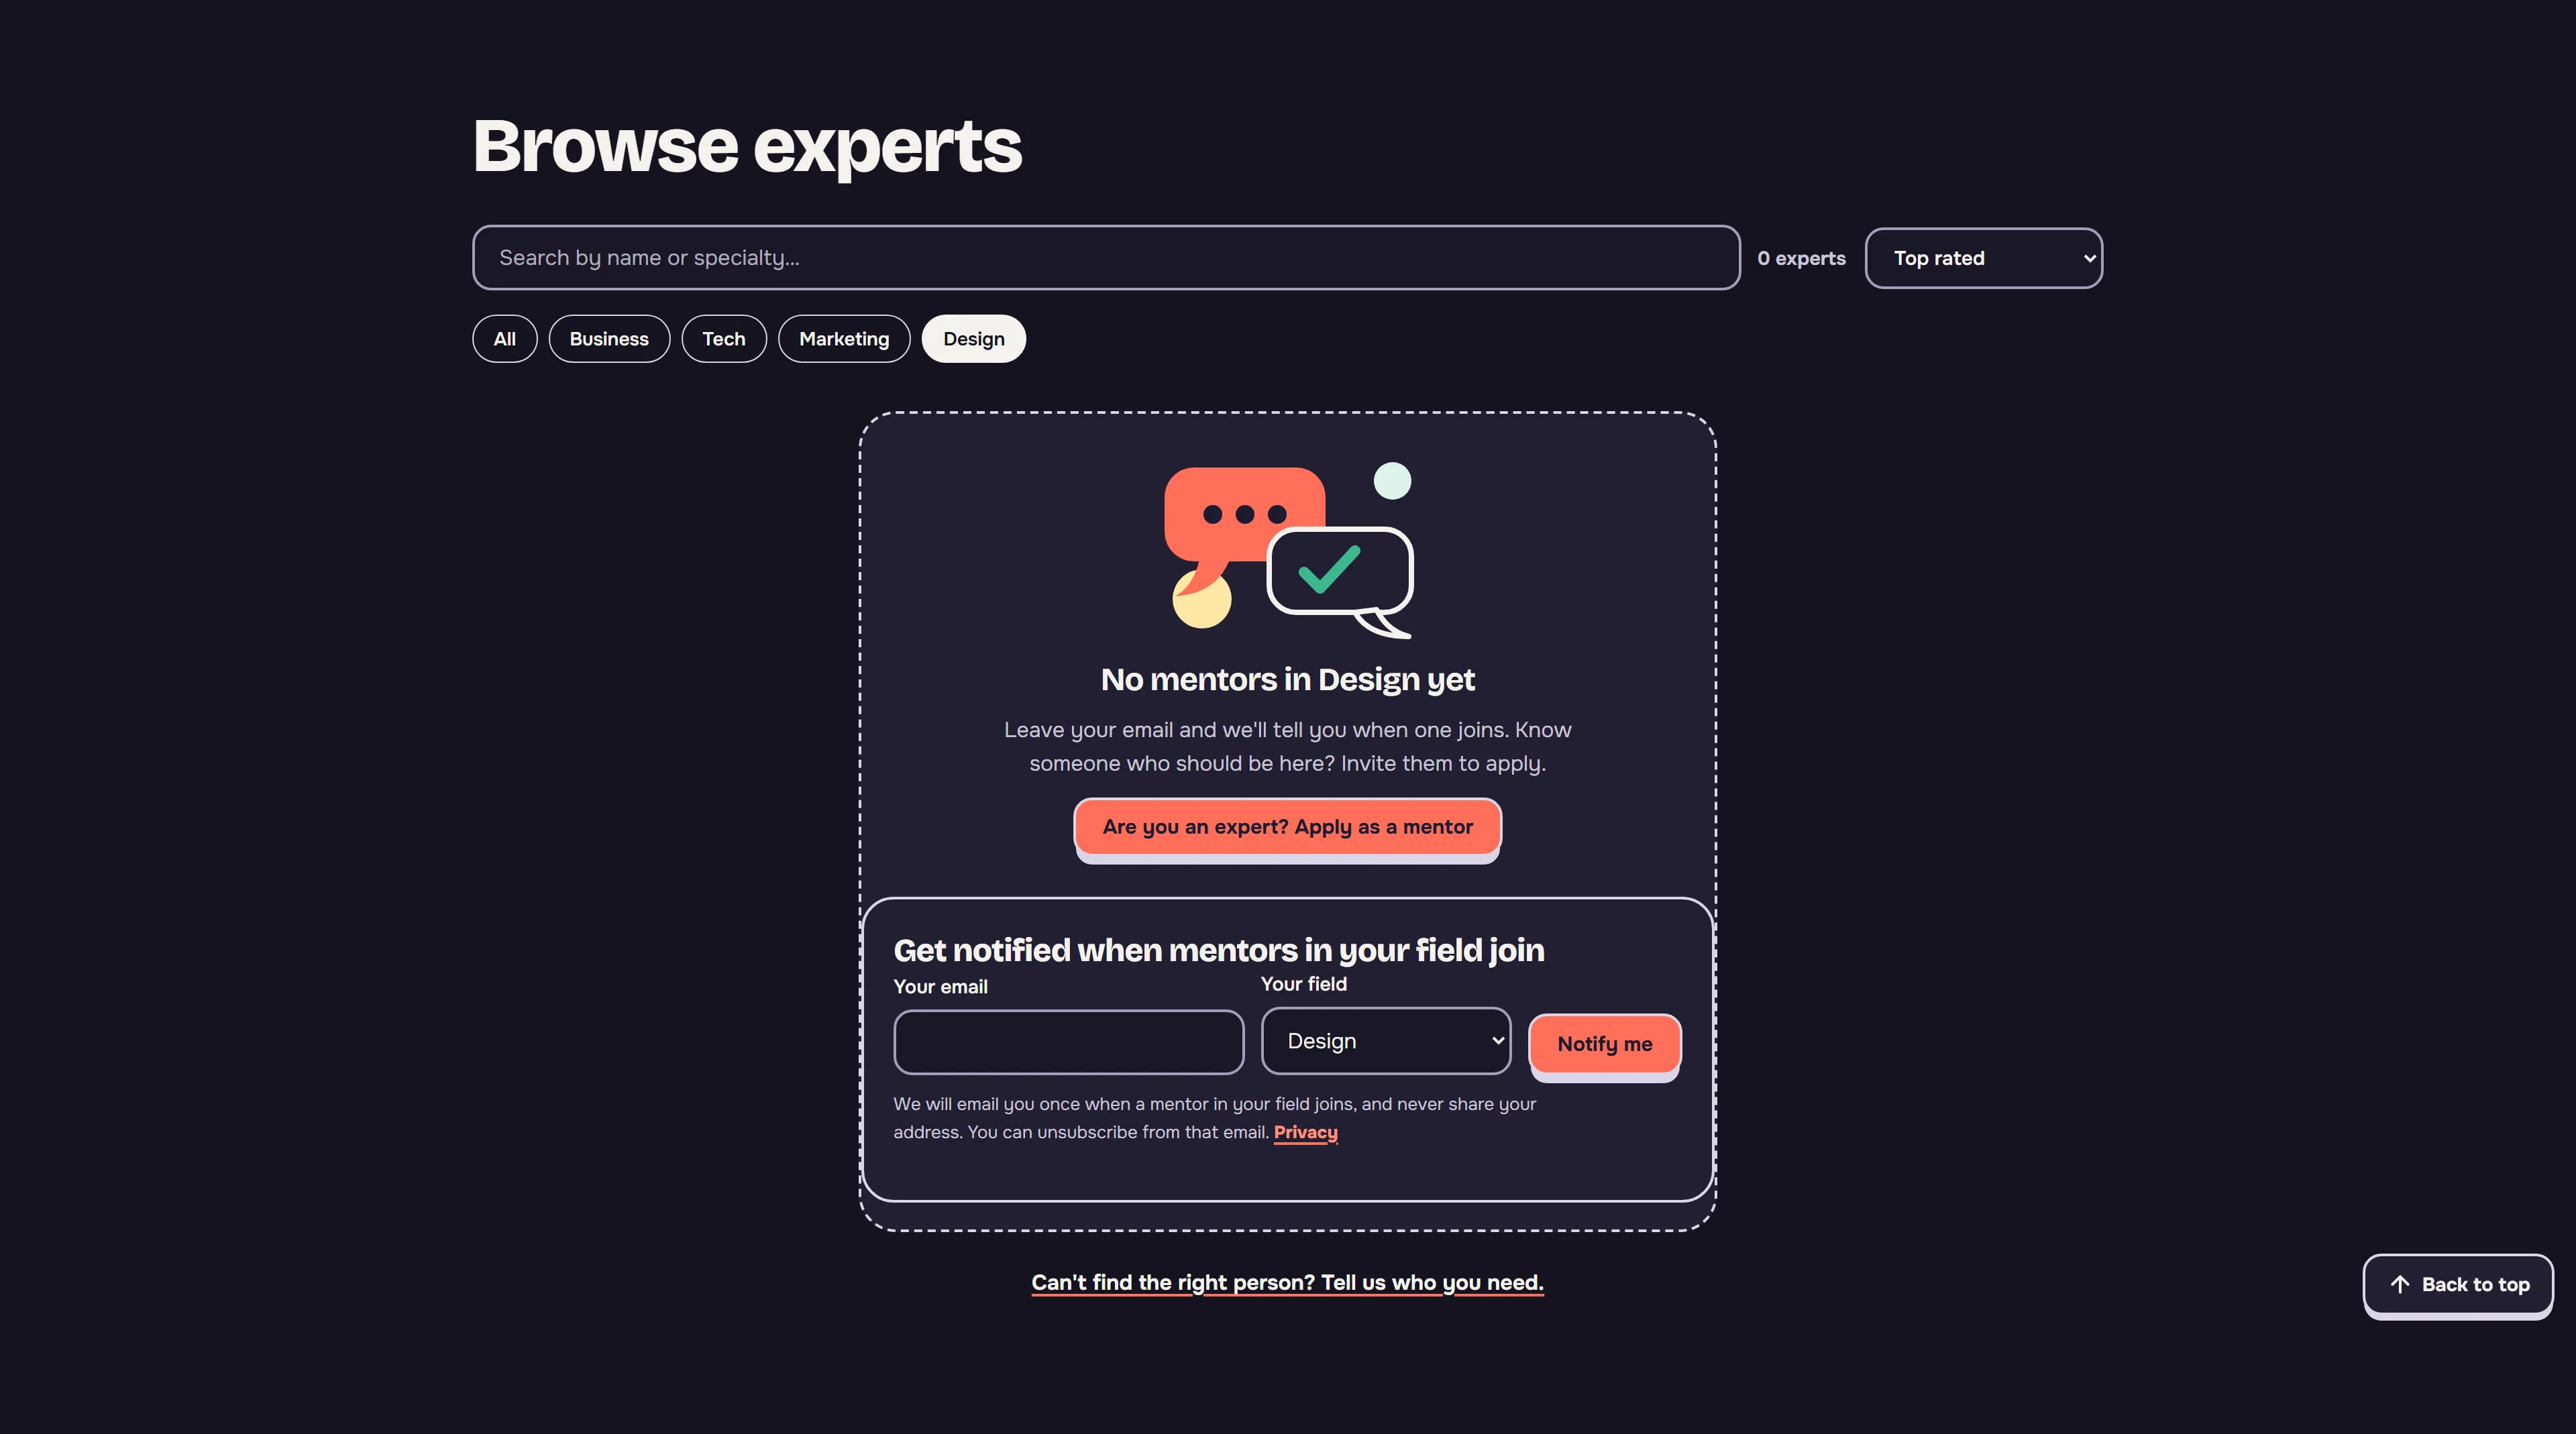 Browse experts
Search by name or specialty...
0 experts
Top rated
All
Business
Tech
Marketing
Design
No mentors in Design yet
Leave your email and we'll tell you when one joins. Know
someone who should be here? Invite them to apply.
Are you an expert? Apply as a mentor
Get notified when mentors in your field join
Your email
Your field
Design
Notify me
We will email you once when a mentor in your field joins, and never share your
address. You can unsubscribe from that email. Privacy
Can't find the right person? Tell us who you need.
Back to top